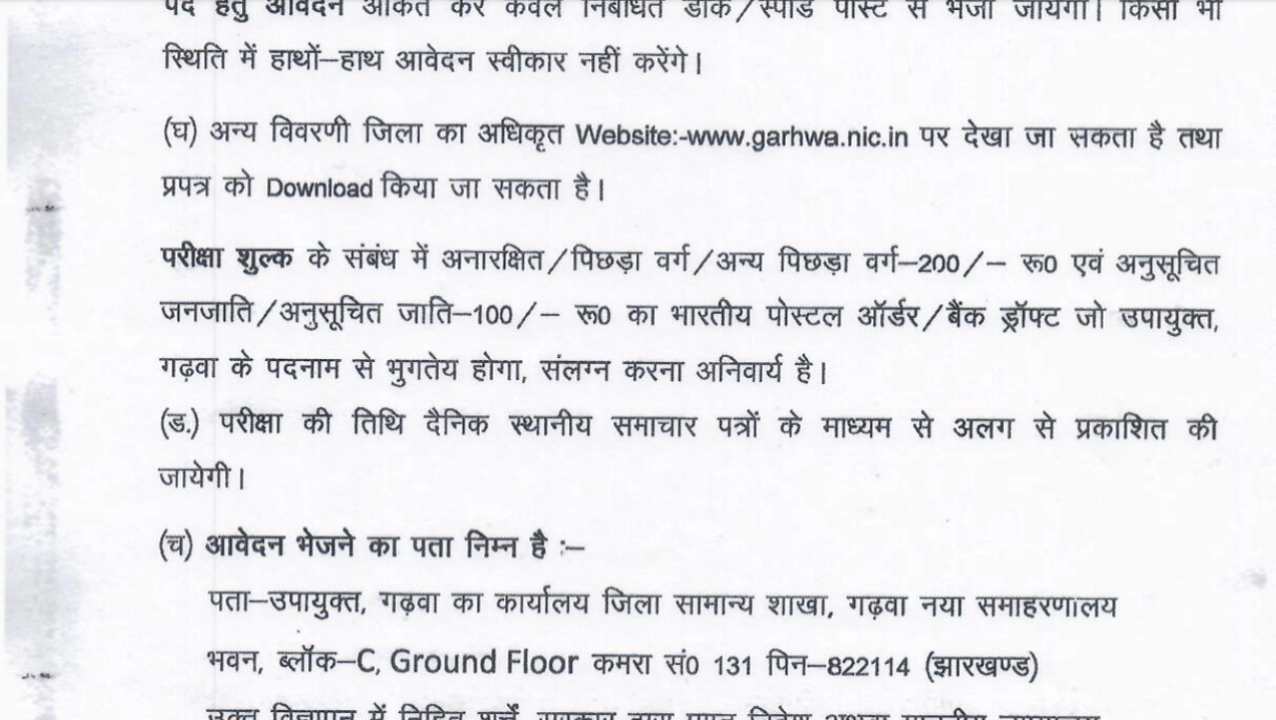 पद हेतु आवेदन अंकित कर केवल निबंधित डाक/स्पीड पोस्ट से भेजा जायेगा। किसी भी
स्थिति में हाथों–हाथ आवेदन स्वीकार नहीं करेंगे।
(घ) अन्य विवरणी जिला का अधिकृत Website:-www.garhwa.nic.in पर देखा जा सकता है तथा
प्रपत्र को Download किया जा सकता है।
परीक्षा शुल्क के संबंध में अनारक्षित/पिछड़ा वर्ग/अन्य पिछड़ा वर्ग–200/– रू0 एवं अनुसूचित
जनजाति/अनुसूचित जाति–100/– रू0 का भारतीय पोस्टल ऑर्डर/बैंक ड्रॉफ्ट जो उपायुक्त,
गढ़वा के पदनाम से भुगतेय होगा, संलग्न करना अनिवार्य है।
(ड.) परीक्षा की तिथि दैनिक स्थानीय समाचार पत्रों के माध्यम से अलग से प्रकाशित की
जायेगी।
(च) आवेदन भेजने का पता निम्न है :–
पता–उपायुक्त, गढ़वा का कार्यालय जिला सामान्य शाखा, गढ़वा नया समाहरणालय
भवन, ब्लॉक–C, Ground Floor कमरा सं0 131 पिन–822114 (झारखण्ड)
उक्त विज्ञापन में निहित शर्तें, सरकार द्वारा